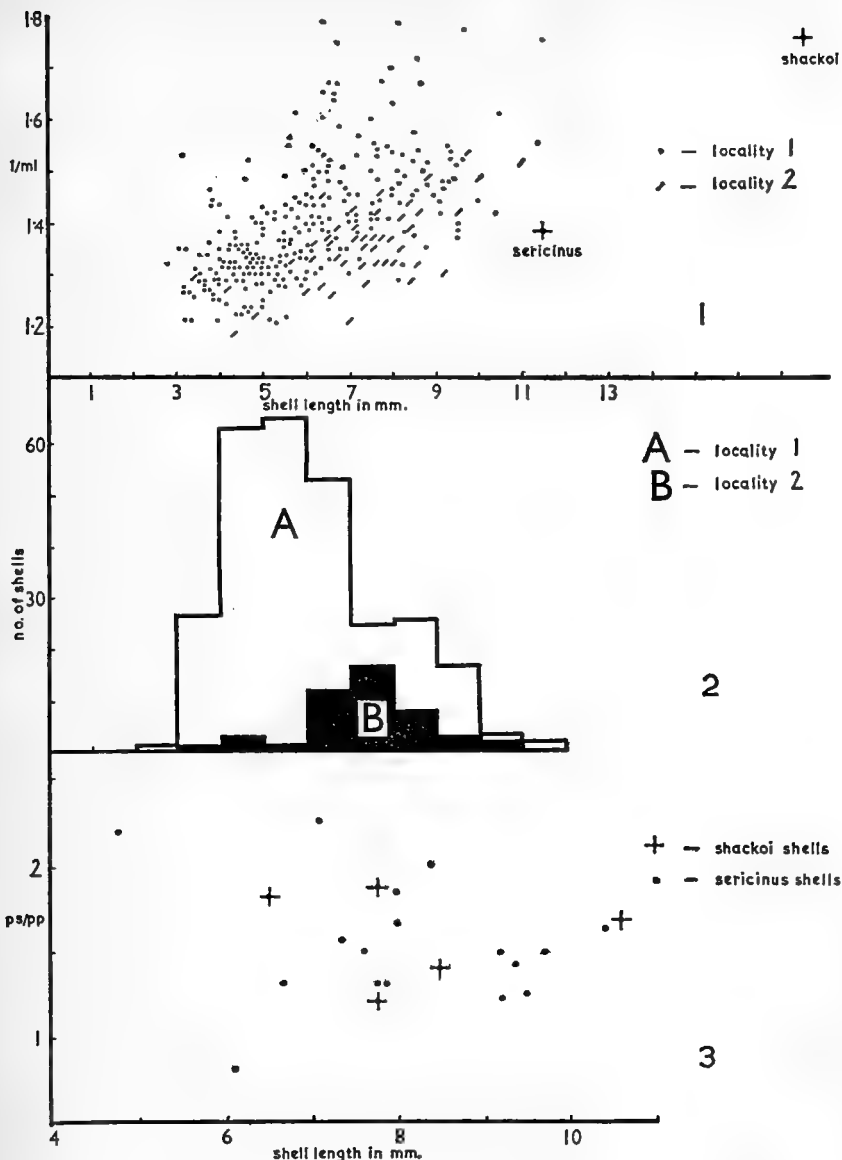 1·8
shackoi
1·6
1/ml
• — locality 1
locality 2
1·4
sericinus
1·2
1
1 3 5 7 9 11 13
shell length in mm.
60
A — locality 1
B — locality 2
A
no. of shells
30
B
2
+ — shackoi shells
• — sericinus shells
2
ps/pp
1
3
4 6 8 10
shell length in mm.